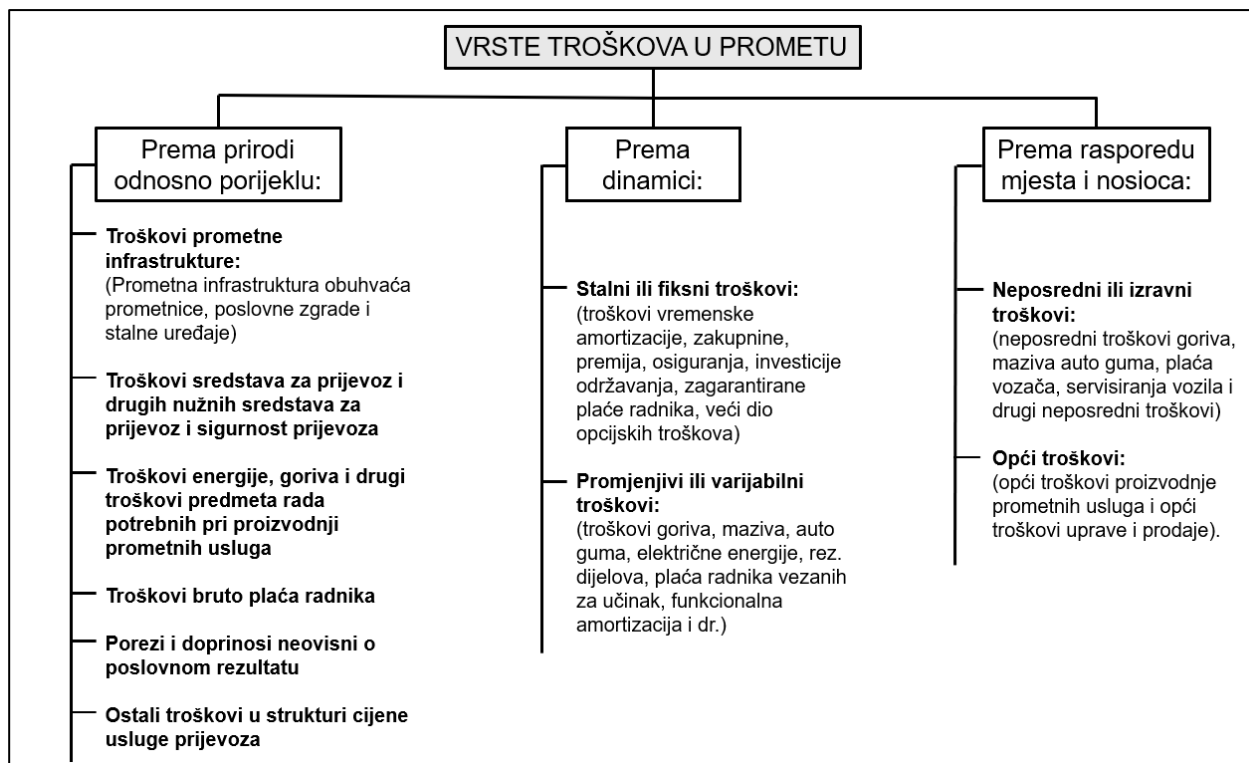 VRSTE TROŠKOVA U PROMETU
Prema prirodi
odnosno porijeklu:
Troškovi prometne
infrastrukture:
(Prometna infrastruktura obuhvaća
prometnice, poslovne zgrade i
stalne uređaje)
Troškovi sredstava za prijevoz i
drugih nužnih sredstava za
prijevoz i sigurnost prijevoza
Troškovi energije, goriva i drugi
troškovi predmeta rada
potrebnih pri proizvodnji
prometnih usluga
Troškovi bruto plaća radnika
Porezi i doprinosi neovisni o
poslovnom rezultatu
Ostali troškovi u strukturi cijene
usluge prijevoza
Prema
dinamici:
Stalni ili fiksni troškovi:
(troškovi vremenske
amortizacije, zakupnine,
premija, osiguranja, investicije
održavanja, zagarantirane
plaće radnika, veći dio
opcijskih troškova)
Promjenjivi ili varijabilni
troškovi:
(troškovi goriva, maziva, auto
guma, električne energije, rez.
dijelova, plaća radnika vezanih
za učinak, funkcionalna
amortizacija i dr.)
Prema rasporedu
mjesta i nosioca:
Neposredni ili izravni
troškovi:
(neposredni troškovi goriva,
maziva auto guma, plaća
vozača, servisiranja vozila i
drugi neposredni troškovi)
Opći troškovi:
(opći troškovi proizvodnje
prometnih usluga i opći
troškovi uprave i prodaje).